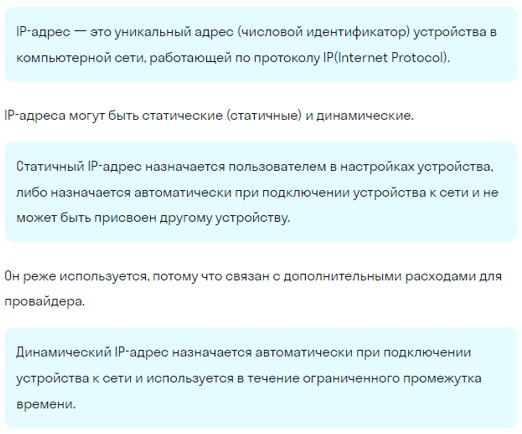 IP-адрес — это уникальный адрес (числовой идентификатор) устройства в
компьютерной сети, работающей по протоколу IP(Internet Protocol).
IP-адреса могут быть статические (статичные) и динамические.
Статичный IP-адрес назначается пользователем в настройках устройства,
либо назначается автоматически при подключении устройства к сети и не
может быть присвоен другому устройству.
Он реже используется, потому что связан с дополнительными расходами для
провайдера.
Динамический IP-адрес назначается автоматически при подключении
устройства к сети и используется в течение ограниченного промежутка
времени.